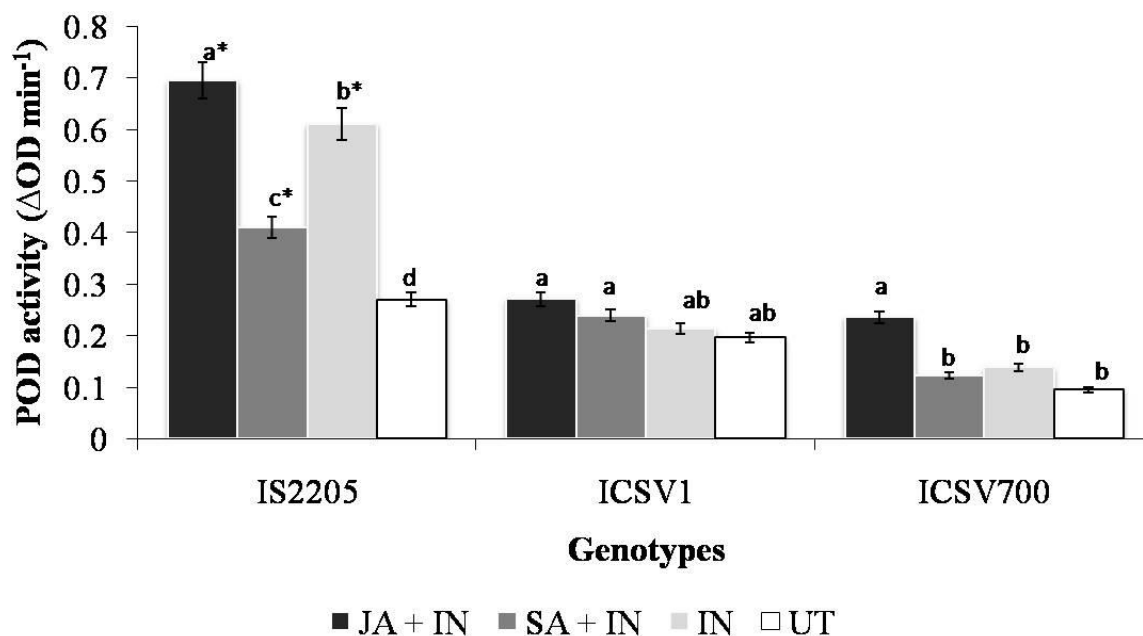 POD activity (ΔOD min⁻¹)
0.8
0.7
0.6
0.5
0.4
0.3
0.2
0.1
0
a*
c*
b*
d
a
a
ab
ab
a
b
b
b
IS2205
ICSV1
ICSV700
Genotypes
JA + IN SA + IN IN UT